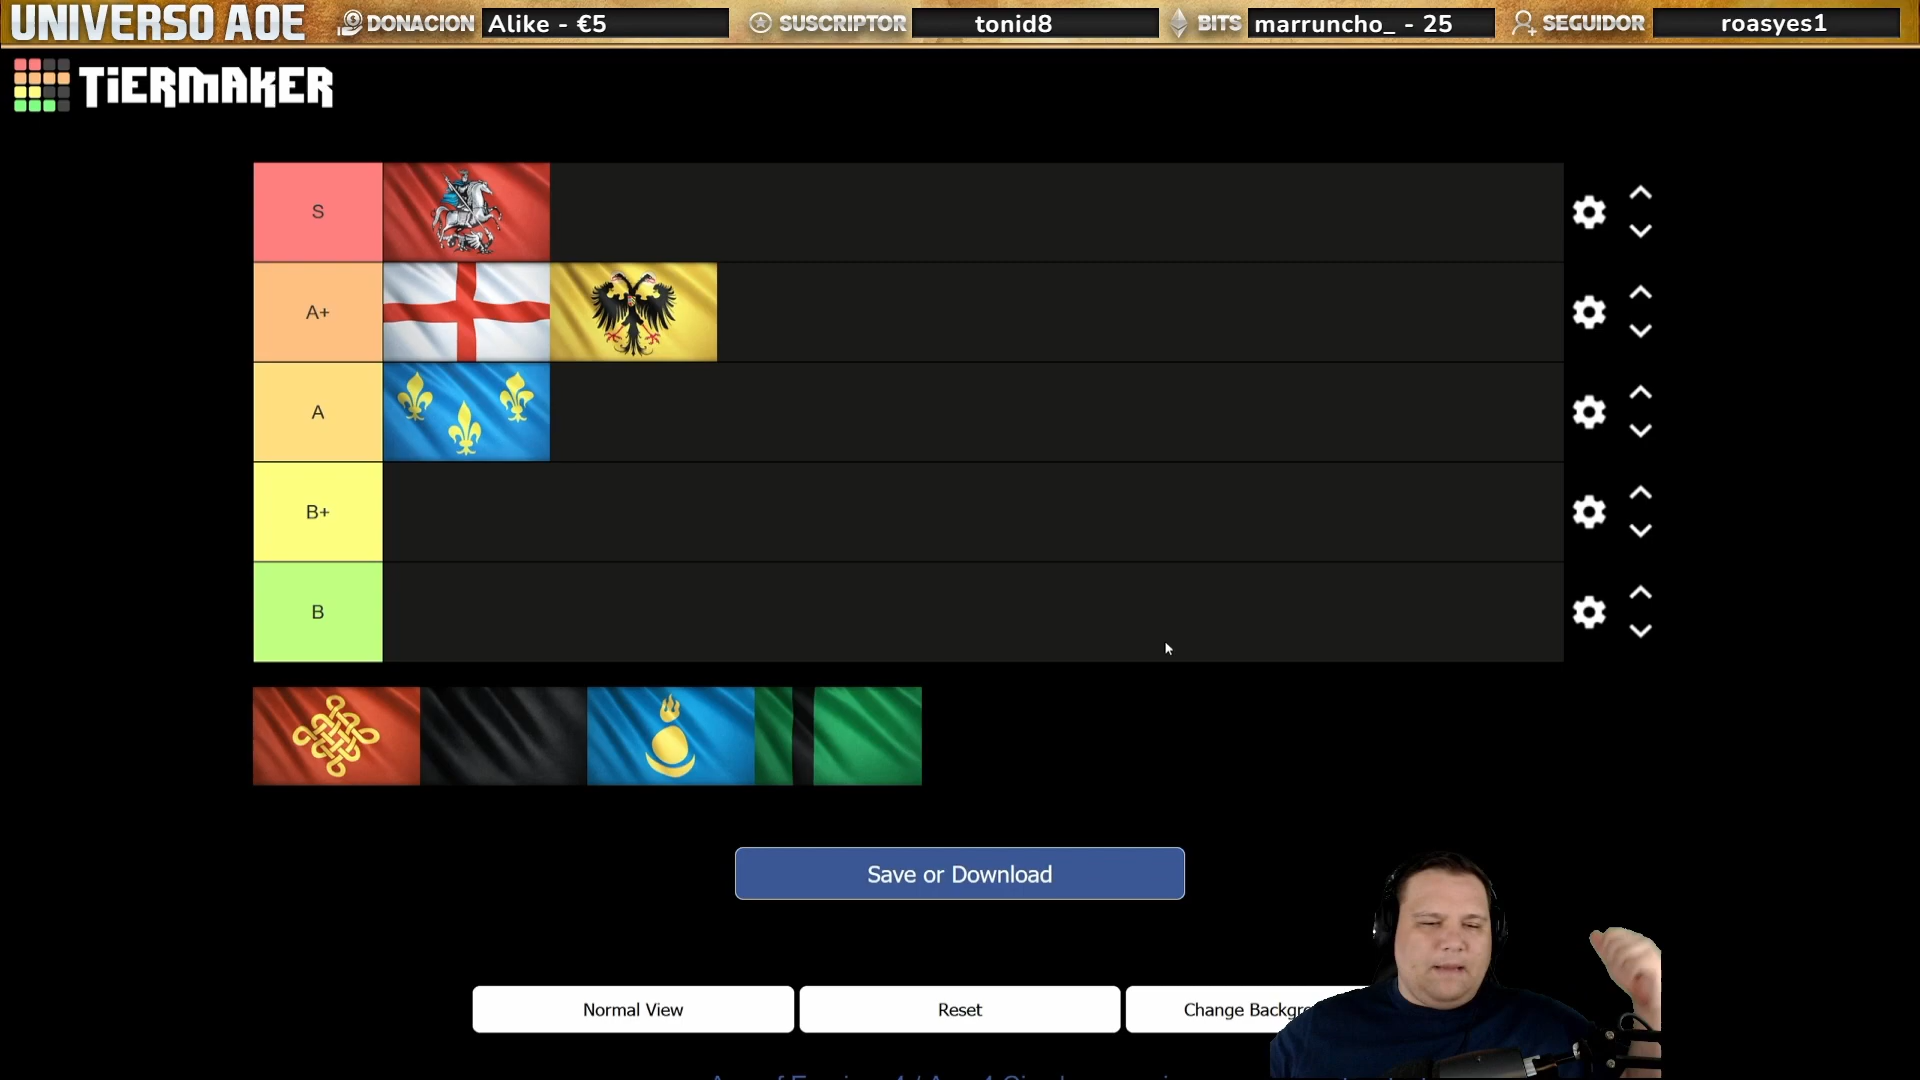 UNIVERSO AOE
DONACION Alike - €5
SUSCRIPTOR tonid8
BITS marruncho_ - 25
SEGUIDOR roasyes1
TiERMAKER
S
A+
A
B+
B
Save or Download
Normal View
Reset
Change